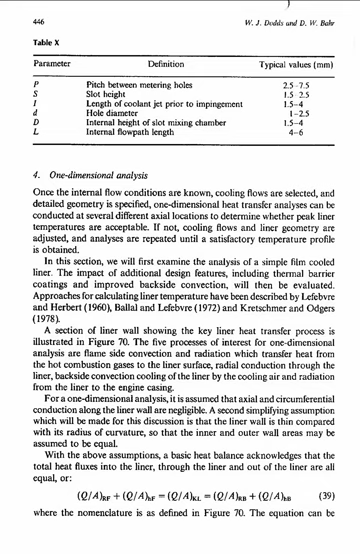 446
W. J. Dodds and D. W. Bahr
Table X
Parameter Definition Typical values (mm)
P Pitch between metering holes 2.5–7.5
S Slot height 1.5–2.5
I Length of coolant jet prior to impingement 1.5–4
d Hole diameter 1–2.5
D Internal height of slot mixing chamber 1.5–4
L Internal flowpath length 4–6
4. One-dimensional analysis
Once the internal flow conditions are known, cooling flows are selected, and
detailed geometry is specified, one-dimensional heat transfer analyses can be
conducted at several different axial locations to determine whether peak liner
temperatures are acceptable. If not, cooling flows and liner geometry are
adjusted, and analyses are repeated until a satisfactory temperature profile
is obtained.
In this section, we will first examine the analysis of a simple film cooled
liner. The impact of additional design features, including thermal barrier
coatings and improved backside convection, will then be evaluated.
Approaches for calculating liner temperature have been described by Lefebvre
and Herbert (1960), Ballal and Lefebvre (1972) and Kretschmer and Odgers
(1978).
A section of liner wall showing the key liner heat transfer process is
illustrated in Figure 70. The five processes of interest for one-dimensional
analysis are flame side convection and radiation which transfer heat from
the hot combustion gases to the liner surface, radial conduction through the
liner, backside convection cooling of the liner by the cooling air and radiation
from the liner to the engine casing.
For a one-dimensional analysis, it is assumed that axial and circumferential
conduction along the liner wall are negligible. A second simplifying assumption
which will be made for this discussion is that the liner wall is thin compared
with its radius of curvature, so that the inner and outer wall areas may be
assumed to be equal.
With the above assumptions, a basic heat balance acknowledges that the
total heat fluxes into the liner, through the liner and out of the liner are all
equal, or:
(Q/A)RF + (Q/A)hF = (Q/A)KL = (Q/A)RB + (Q/A)hB (39)
where the nomenclature is as defined in Figure 70. The equation can be